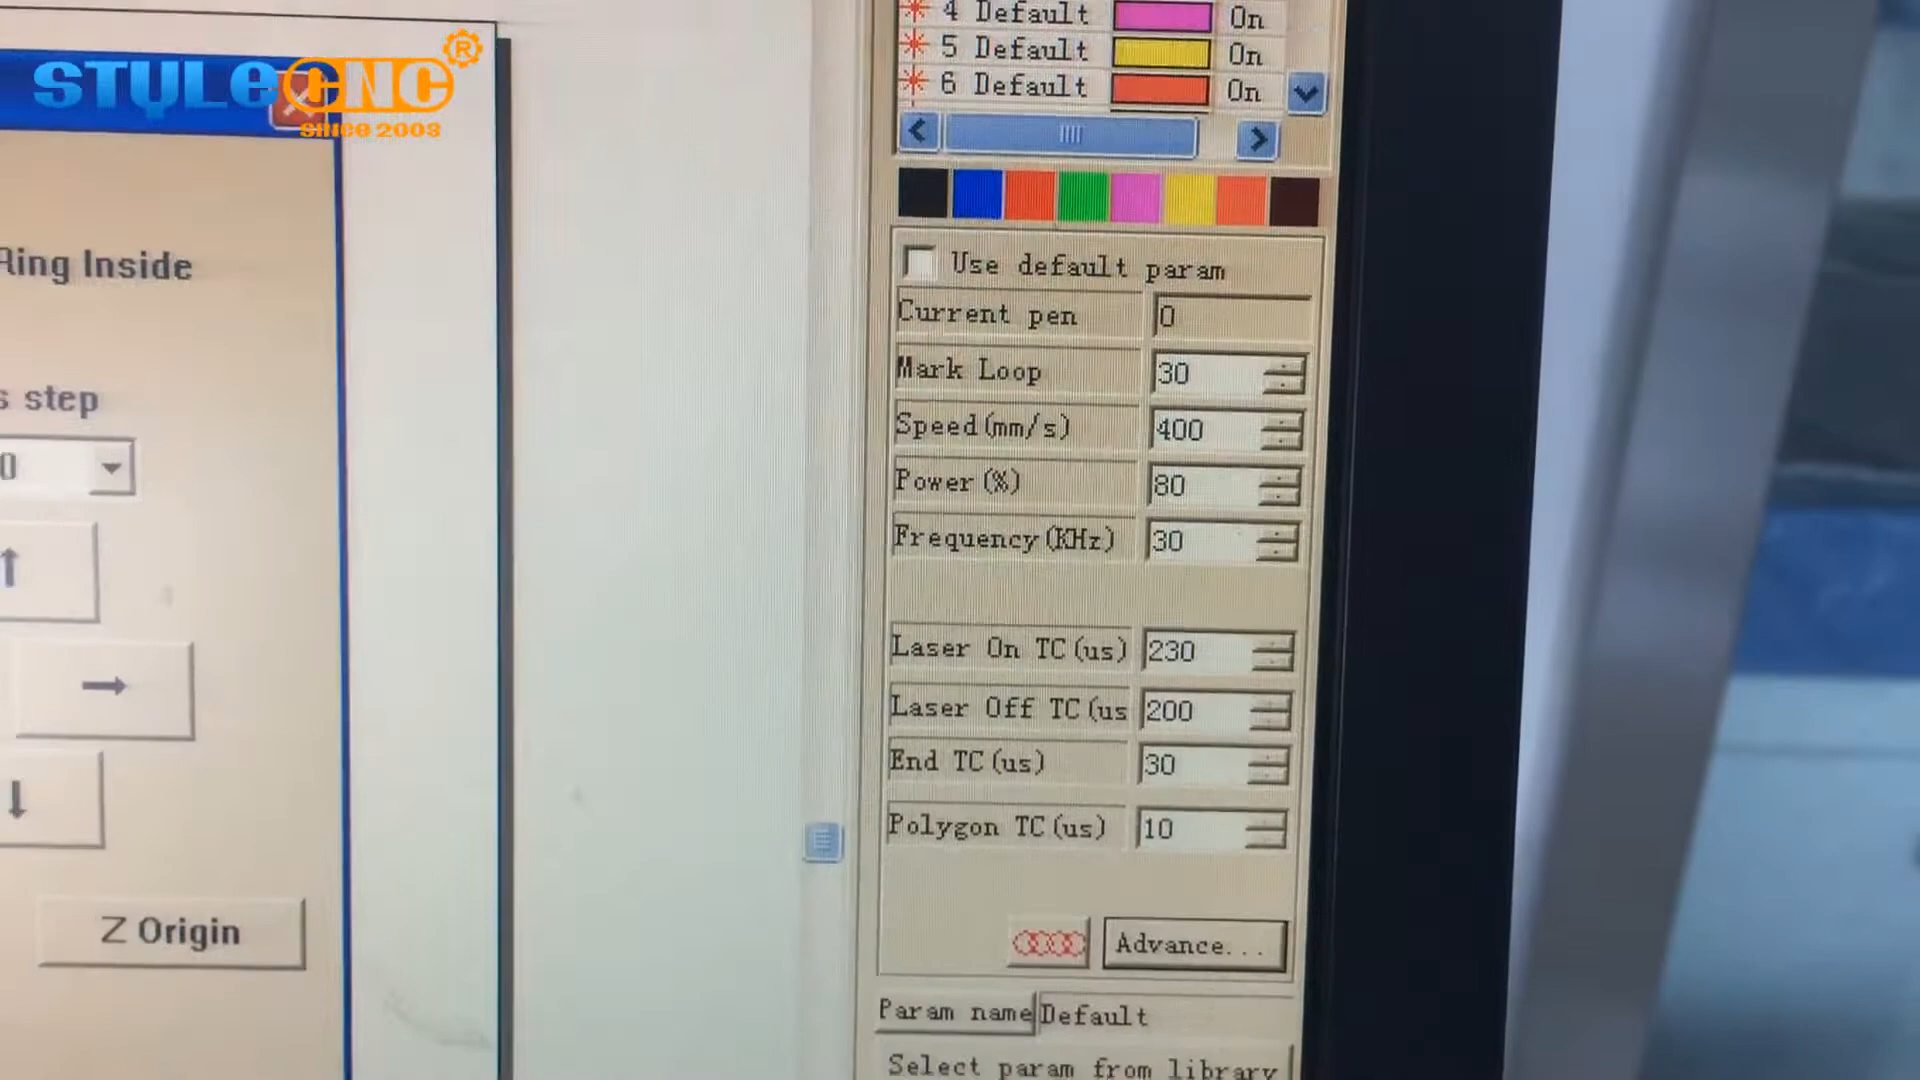 STYLECNC®
SINCE 2003
Ring Inside
s step
0
Z Origin
4 Default On
5 Default On
6 Default On
Use default param
Current pen 0
Mark Loop 30
Speed(mm/s) 400
Power(%) 80
Frequency(KHz) 30
Laser On TC(us) 230
Laser Off TC(us 200
End TC(us) 30
Polygon TC(us) 10
Advance...
Param name Default
Select param from library